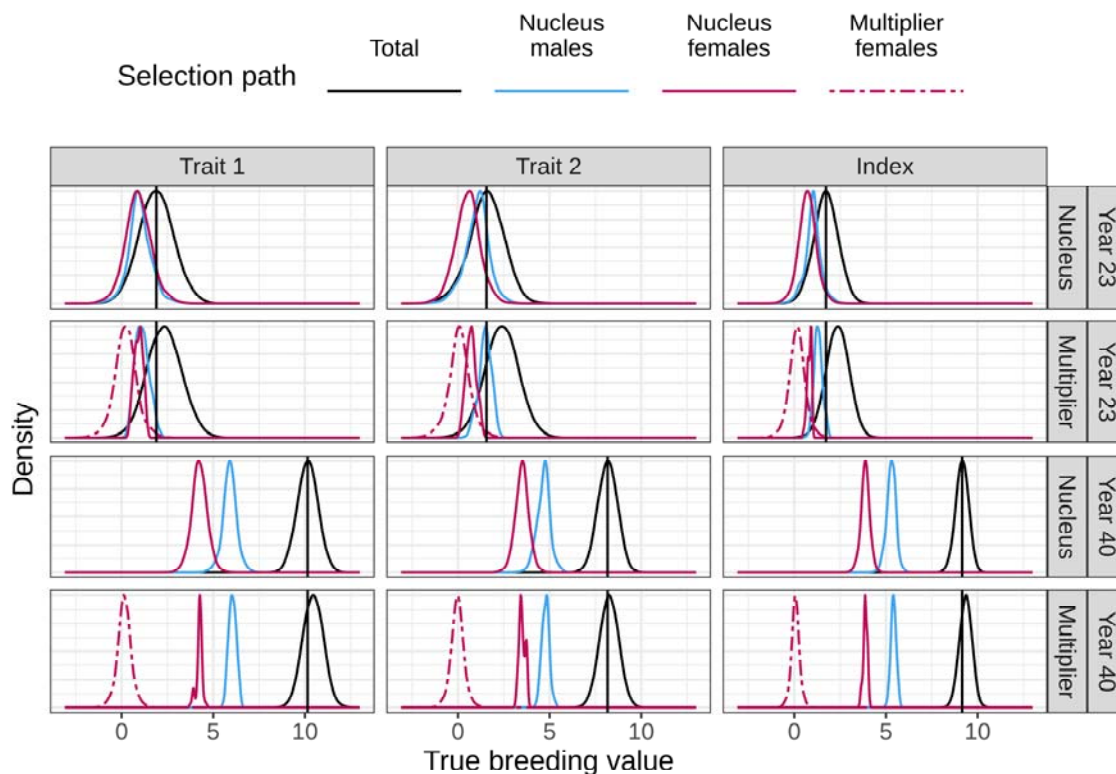 Selection path
Total
Nucleus
males
Nucleus
females
Multiplier
females
Trait 1
Trait 2
Index
Nucleus
Year 23
Multiplier
Year 23
Nucleus
Year 40
Multiplier
Year 40
Density
0 5 10
0 5 10
0 5 10
True breeding value